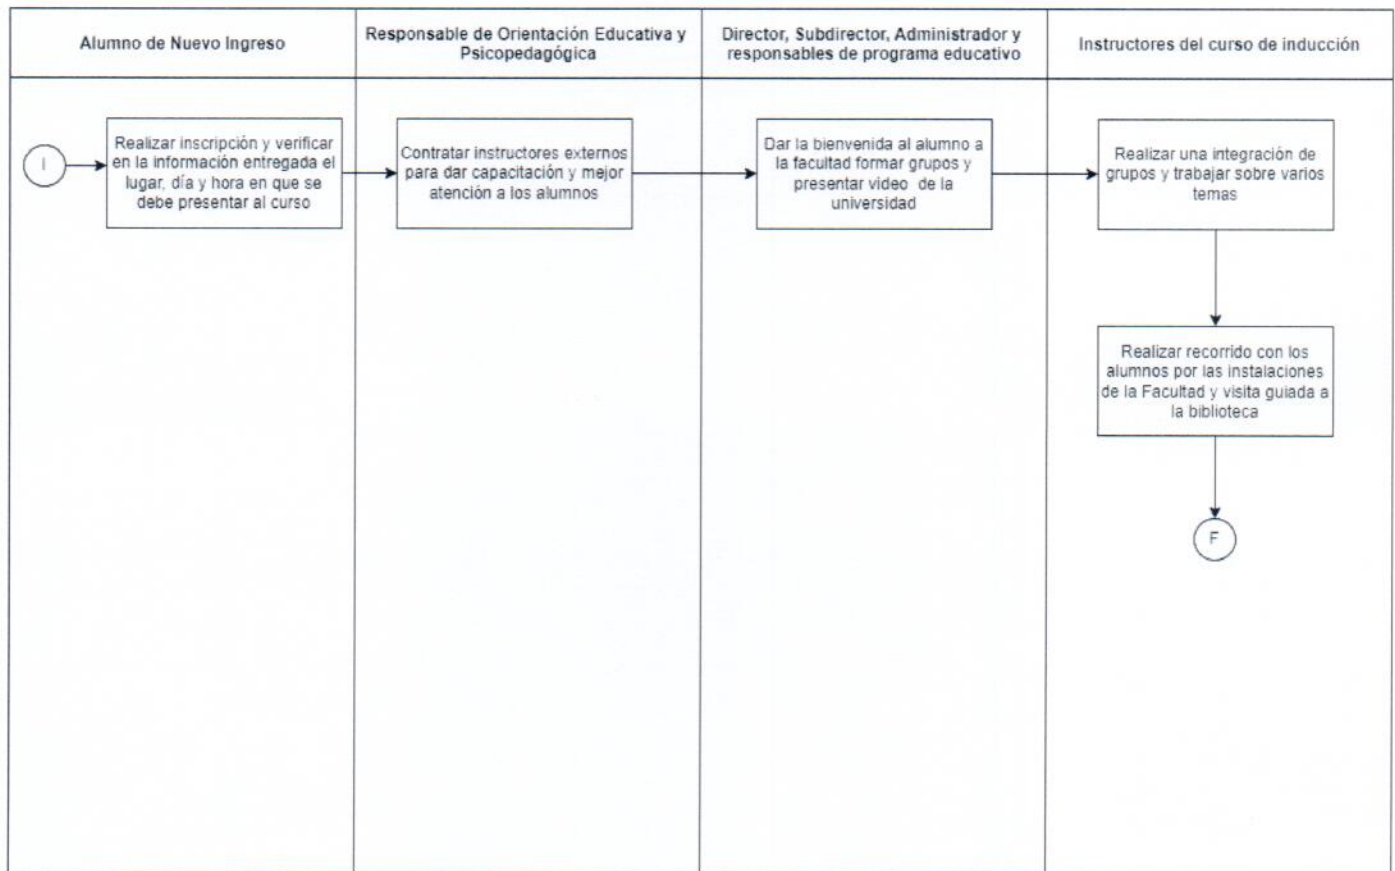 Alumno de Nuevo Ingreso
Responsable de Orientación Educativa y
Psicopedagógica
Director, Subdirector, Administrador y
responsables de programa educativo
Instructores del curso de inducción
I
Realizar inscripción y verificar
en la información entregada el
lugar, día y hora en que se
debe presentar al curso
Contratar instructores externos
para dar capacitación y mejor
atención a los alumnos
Dar la bienvenida al alumno a
la facultad formar grupos y
presentar video de la
universidad
Realizar una integración de
grupos y trabajar sobre varios
temas
Realizar recorrido con los
alumnos por las instalaciones
de la Facultad y visita guiada a
la biblioteca
F